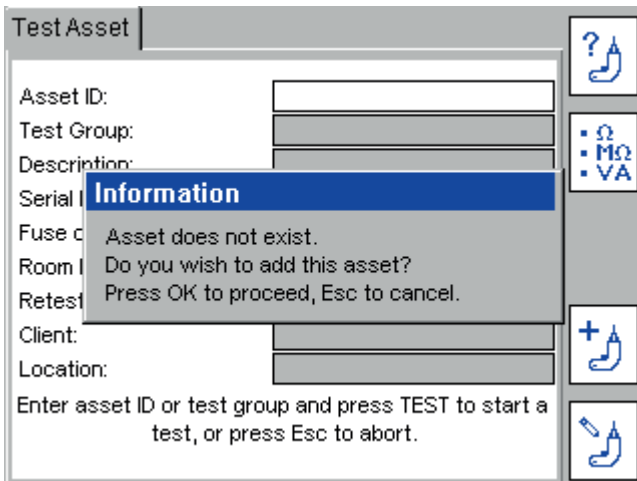 Test Asset
Asset ID:
Test Group:
Description:
Serial
Information
Fuse
Asset does not exist.
Room
Do you wish to add this asset?
Retest
Press OK to proceed, Esc to cancel.
Client:
Location:
Enter asset ID or test group and press TEST to start a
test, or press Esc to abort.
?
Ω
MΩ
VA
+